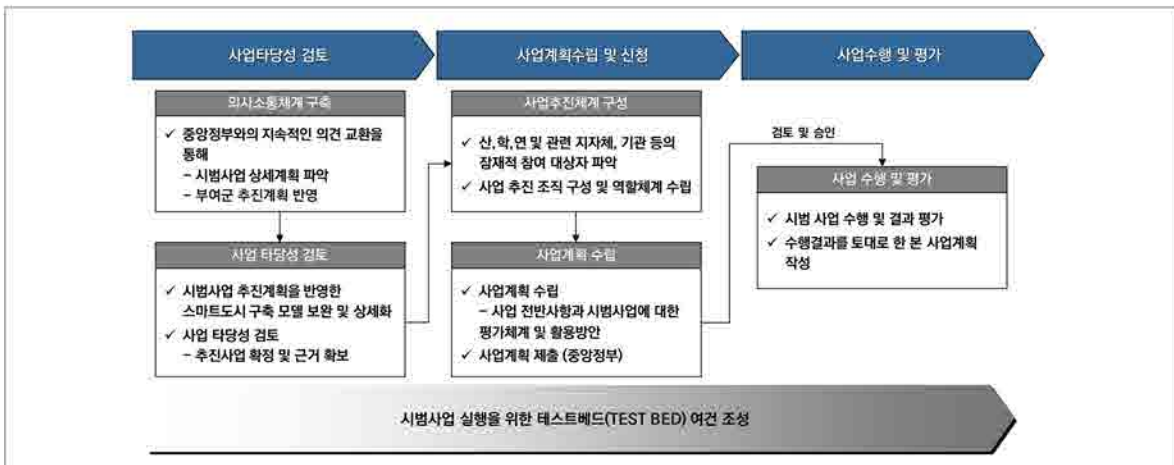 사업타당성 검토
사업계획수립 및 신청
사업수행 및 평가
의사소통체계 구축
✓ 중앙정부와의 지속적인 의견 교환을
통해
– 시범사업 상세계획 파악
– 부여군 추진계획 반영
사업 타당성 검토
✓ 시범사업 추진계획을 반영한
스마트도시 구축 모델 보완 및 상세화
✓ 사업 타당성 검토
– 추진사업 확정 및 근거 확보
사업추진체계 구성
✓ 산,학,연 및 관련 지자체, 기관 등의
잠재적 참여 대상자 파악
✓ 사업 추진 조직 구성 및 역할체계 수립
사업계획 수립
✓ 사업계획 수립
– 사업 전반사항과 시범사업에 대한
평가체계 및 활용방안
✓ 사업계획 제출 (중앙정부)
검토 및 승인
사업 수행 및 평가
✓ 시범 사업 수행 및 결과 평가
✓ 수행결과를 토대로 한 본 사업계획
작성
시범사업 실행을 위한 테스트베드(TEST BED) 여건 조성